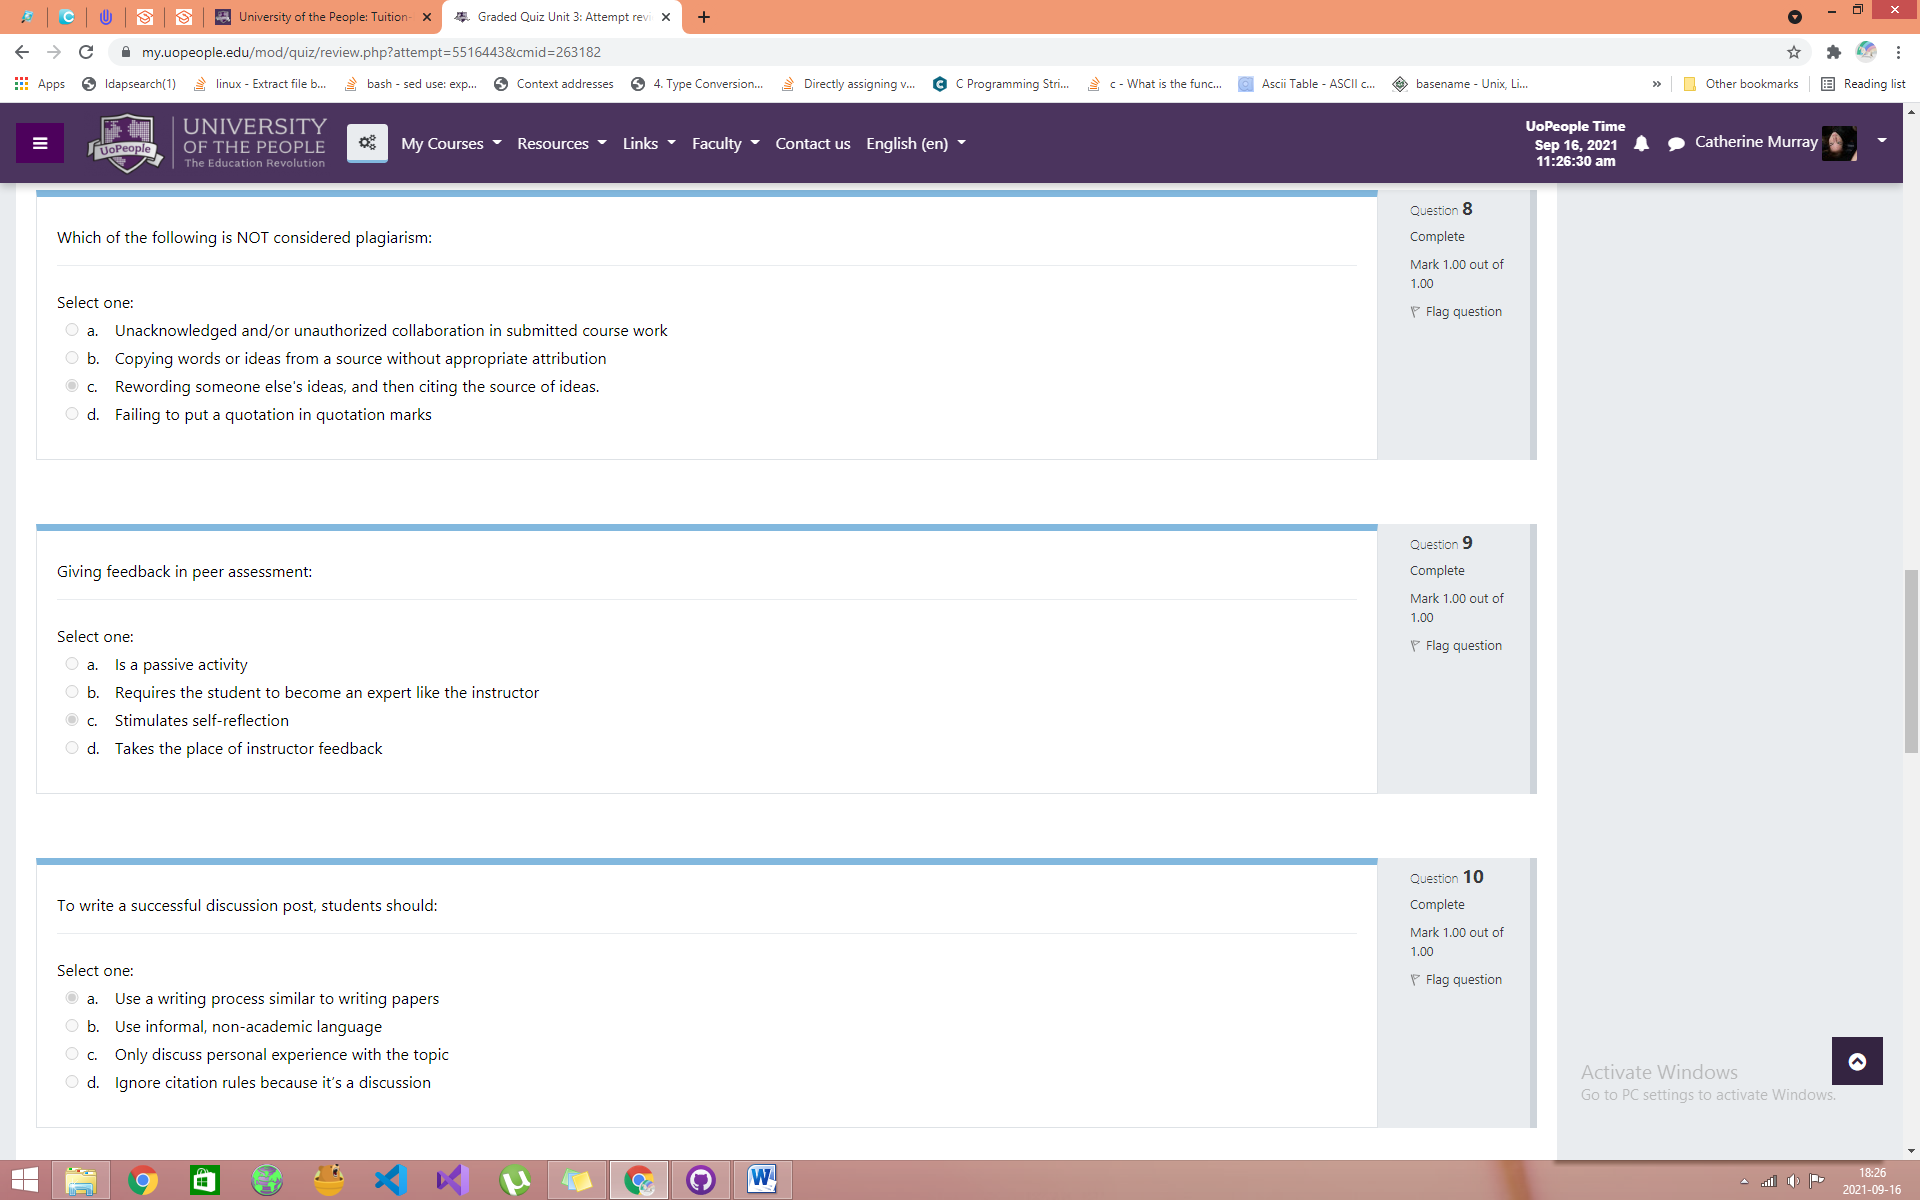 University of the People: Tuition-
Graded Quiz Unit 3: Attempt revi
my.uopeople.edu/mod/quiz/review.php?attempt=5516443&cmid=263182
Apps
ldapsearch(1)
linux - Extract file b...
bash - sed use: exp...
Context addresses
4. Type Conversion...
Directly assigning v...
C Programming Stri...
c - What is the func...
Ascii Table - ASCII c...
basename - Unix, Li...
»
Other bookmarks
Reading list
UoPeople
UNIVERSITY
OF THE PEOPLE
The Education Revolution
My Courses
Resources
Links
Faculty
Contact us
English (en)
UoPeople Time
Sep 16, 2021
11:26:30 am
Catherine Murray
Which of the following is NOT considered plagiarism:
Select one:
a. Unacknowledged and/or unauthorized collaboration in submitted course work
b. Copying words or ideas from a source without appropriate attribution
c. Rewording someone else's ideas, and then citing the source of ideas.
d. Failing to put a quotation in quotation marks
Question 8
Complete
Mark 1.00 out of
1.00
Flag question
Giving feedback in peer assessment:
Select one:
a. Is a passive activity
b. Requires the student to become an expert like the instructor
c. Stimulates self-reflection
d. Takes the place of instructor feedback
Question 9
Complete
Mark 1.00 out of
1.00
Flag question
To write a successful discussion post, students should:
Select one:
a. Use a writing process similar to writing papers
b. Use informal, non-academic language
c. Only discuss personal experience with the topic
d. Ignore citation rules because it's a discussion
Question 10
Complete
Mark 1.00 out of
1.00
Flag question
Activate Windows
Go to PC settings to activate Windows.
18:26
2021-09-16